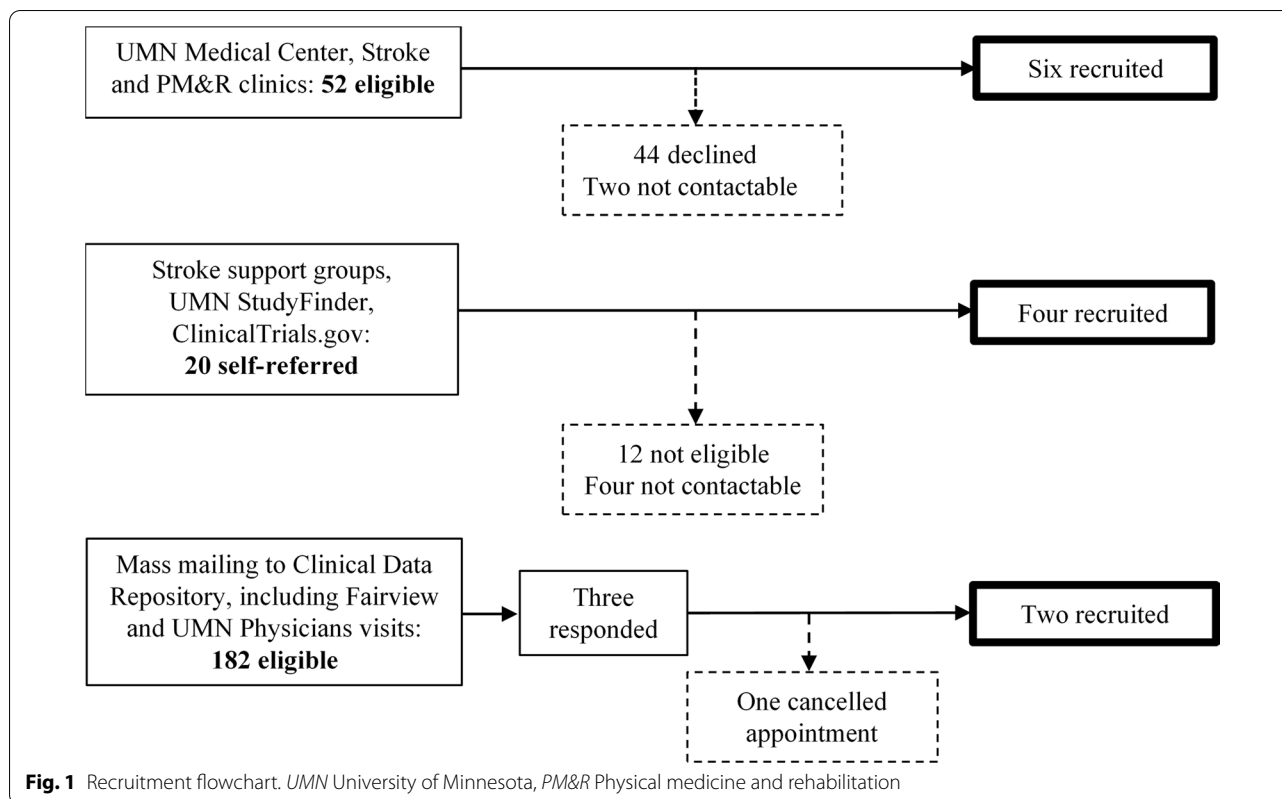 UMN Medical Center, Stroke
and PM&R clinics: 52 eligible
Six recruited
44 declined
Two not contactable
Stroke support groups,
UMN StudyFinder,
ClinicalTrials.gov:
20 self-referred
Four recruited
12 not eligible
Four not contactable
Mass mailing to Clinical Data
Repository, including Fairview
and UMN Physicians visits:
182 eligible
Three
responded
Two recruited
One cancelled
appointment
Fig. 1 Recruitment flowchart. UMN University of Minnesota, PM&R Physical medicine and rehabilitation